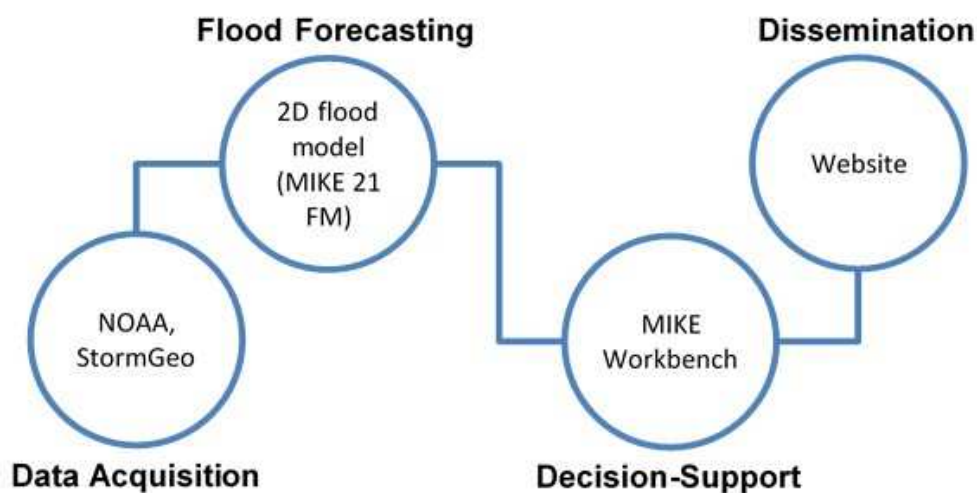 Flood Forecasting
Dissemination
2D flood
model
(MIKE 21
FM)
Website
NOAA,
StormGeo
MIKE
Workbench
Data Acquisition
Decision-Support